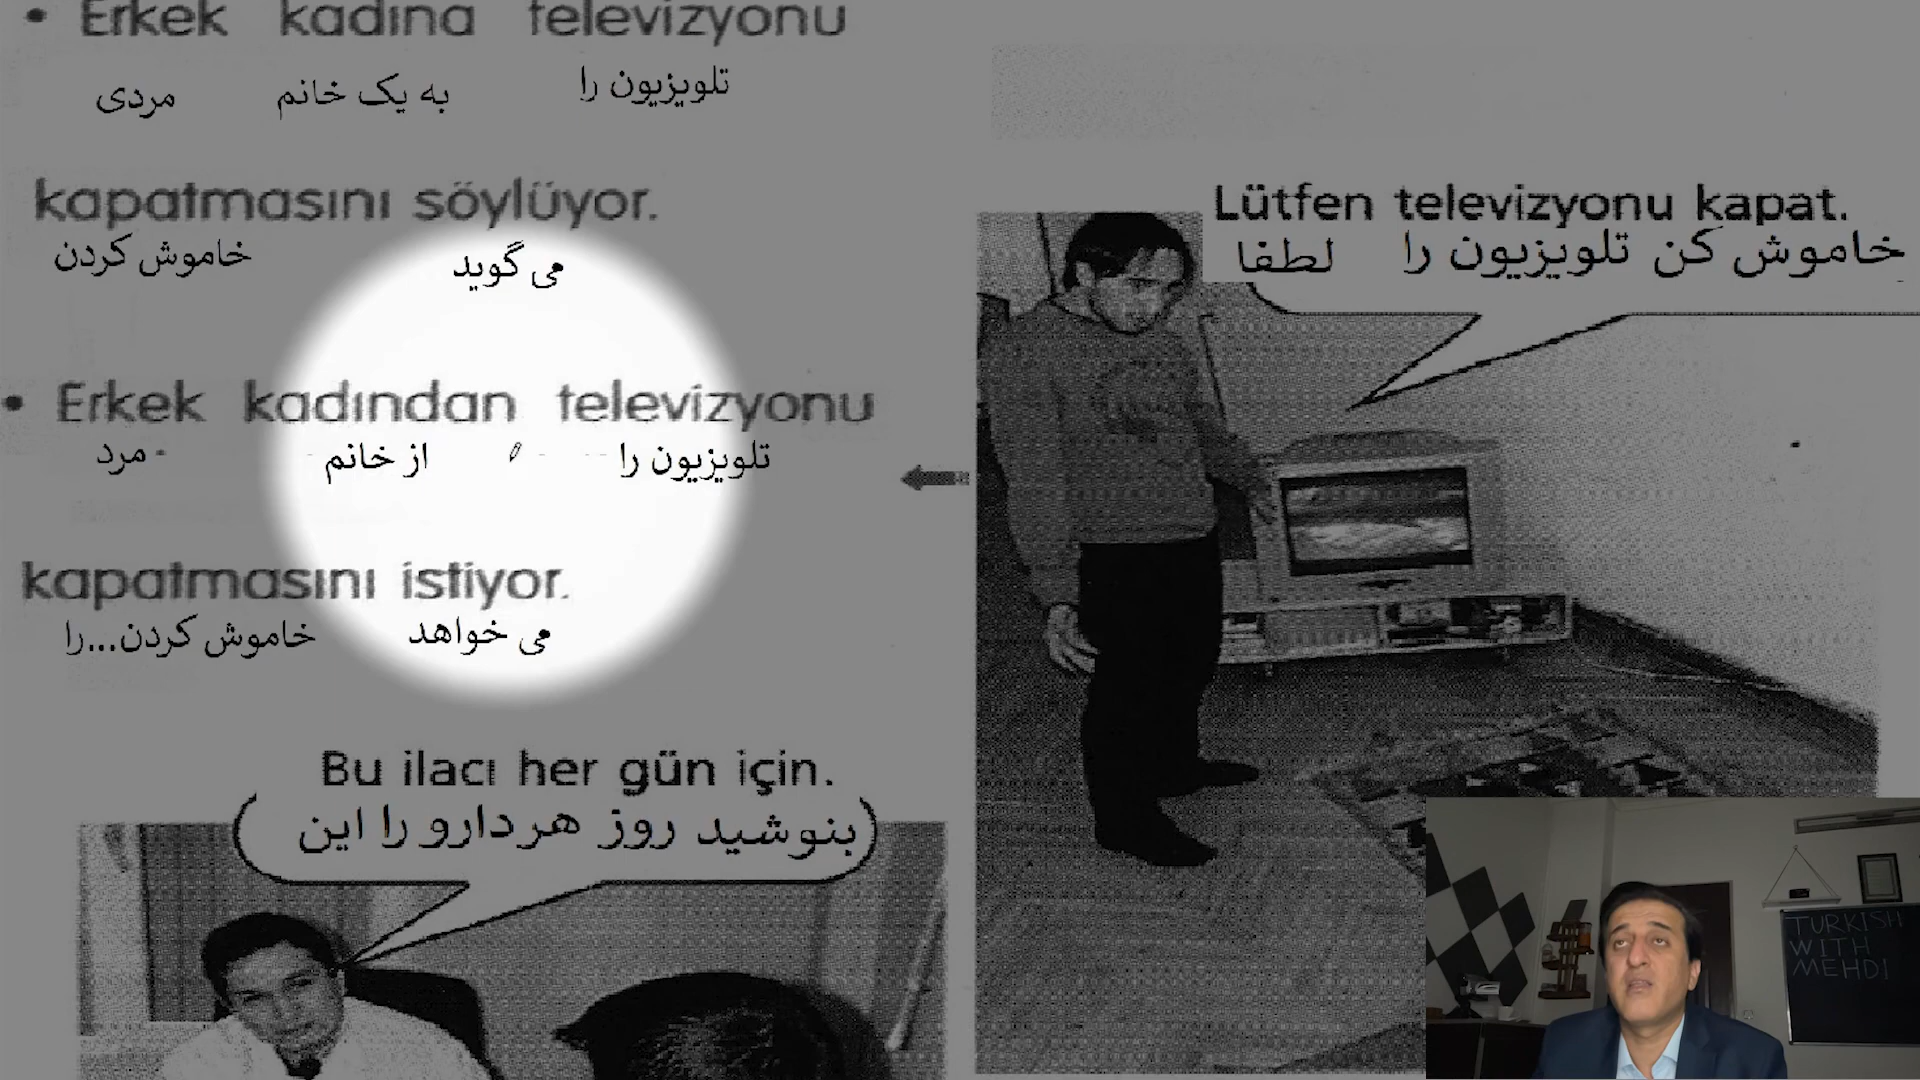 • Erkek kadına televizyonu
مردی به یک خانم تلویزیون را
kapatmasını söylüyor.
خاموش کردن می گوید
• Erkek kadından televizyonu
مرد از خانم تلویزیون را
kapatmasını istiyor.
خاموش کردن...را می خواهد
Lütfen televizyonu kapat.
لطفا تلویزیون را خاموش کن
Bu ilacı her gün için.
بنوشید روز هر دارو را این
TURKISH
WITH
MEHDI